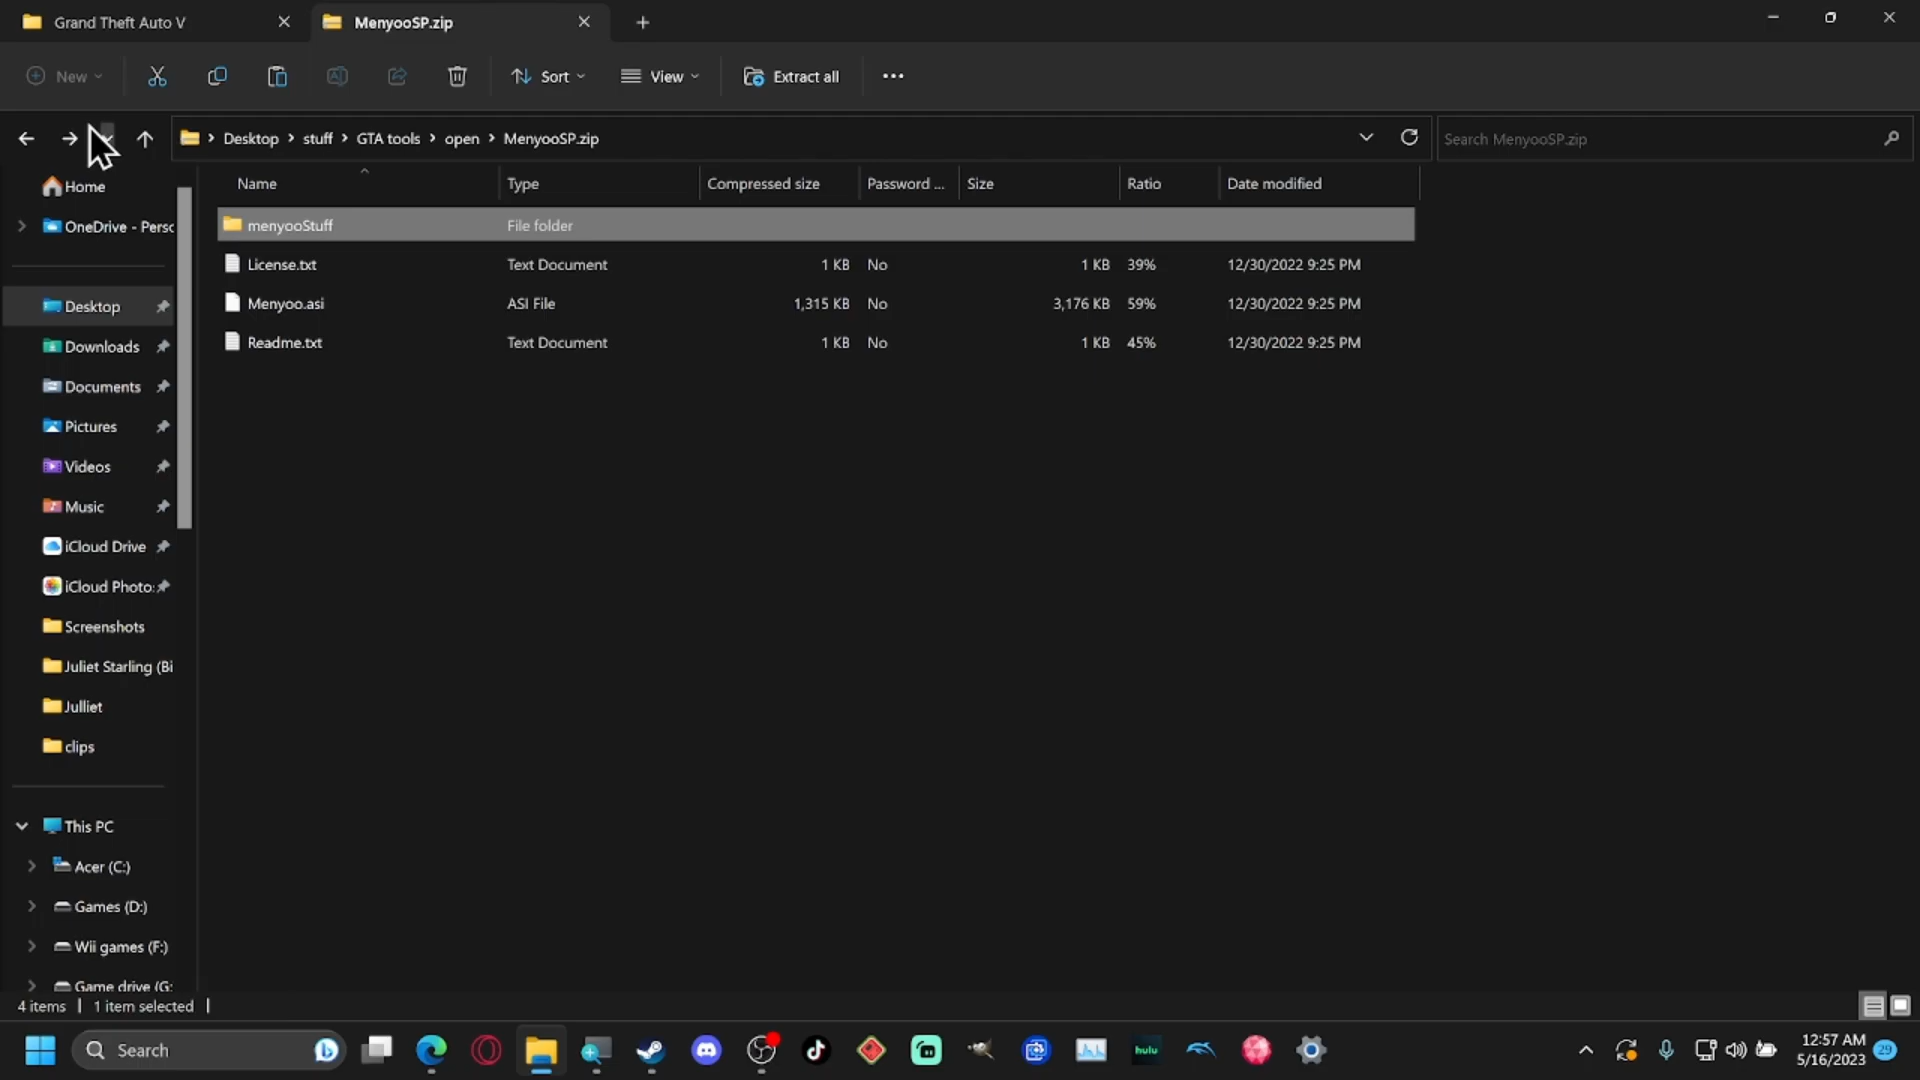 Grand Theft Auto V
MenyooSP.zip
New
Sort
View
Extract all
Desktop > stuff > GTA tools > open > MenyooSP.zip
Search MenyooSP.zip
Name Type Compressed size Password ... Size Ratio Date modified
menyooStuff File folder
License.txt Text Document 1 KB No 1 KB 39% 12/30/2022 9:25 PM
Menyoo.asi ASI File 1,315 KB No 3,176 KB 59% 12/30/2022 9:25 PM
Readme.txt Text Document 1 KB No 1 KB 45% 12/30/2022 9:25 PM
Home
OneDrive - Perso
Desktop
Downloads
Documents
Pictures
Videos
Music
iCloud Drive
iCloud Photo:
Screenshots
Juliet Starling (Bi
Julliet
clips
This PC
Acer (C:)
Games (D:)
Wii games (F:)
Game drive (G:
4 items | 1 item selected |
Search
hulu
12:57 AM
5/16/2023
29